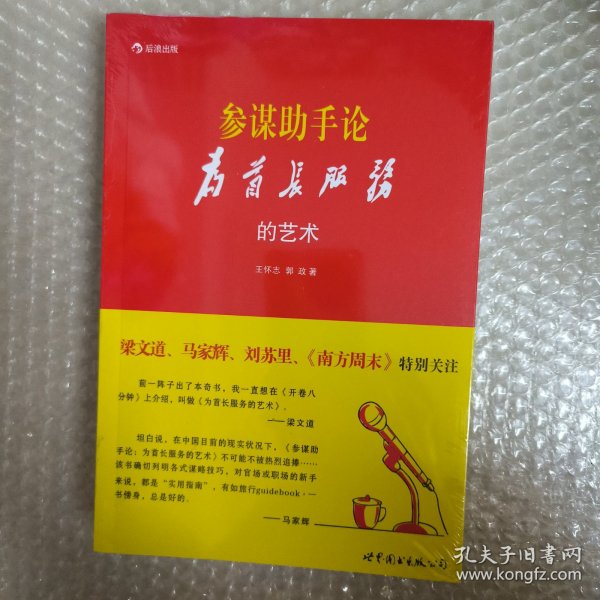 后浪出版
参谋助手论
为首长服务
的艺术
王怀志 郭政 著
梁文道、马家辉、刘苏里、《南方周末》特别关注
前一阵子出了本奇书,我一直想在《开卷八
分钟》上介绍,叫做《为首长服务的艺术》。
——梁文道
坦白说,在中国目前的现实状况下,《参谋助
手论:为首长服务的艺术》不可能不被热烈追捧……
该书确切列明各式谋略技巧,对官场或职场的新手
来说,都是“实用指南”,有如旅行guidebook,一
书傍身,总是好的。
——马家辉
世界图书出版公司
孔夫子旧书网
www.kongfz.com